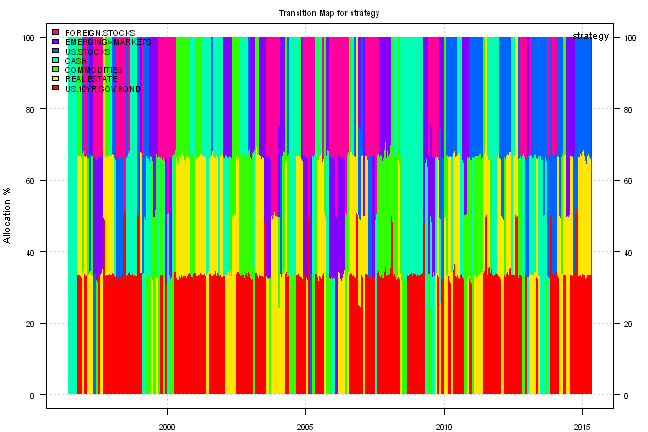 Transition Map for strategy
strategy
FOREIGN.STOCKS
EMERGING>MARKETS
US.STOCKS
CASH
COMMODITIES
REAL.ESTATE
US.10YR.GOV.BOND
Allocation %
100
80
60
40
20
0
100
80
60
40
20
0
2000 2005 2010 2015